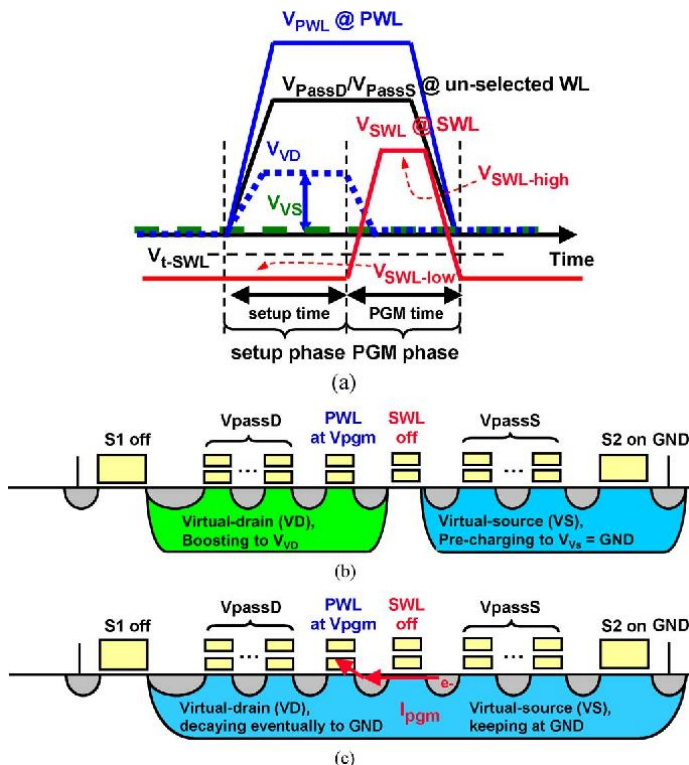 V_PWL @ PWL
V_PassD/V_PassS @ un-selected WL
V_SWL @ SWL
V_VD
V_SWL-high
V_VS
V_t-SWL
Time
V_SWL-low
setup time
PGM time
setup phase PGM phase
(a)
S1 off
VpassD
PWL
at Vpgm
SWL
off
VpassS
S2 on GND
...
...
Virtual-drain (VD),
Boosting to V_VD
Virtual-source (VS),
Pre-charging to V_Vs = GND
(b)
S1 off
VpassD
PWL
at Vpgm
SWL
off
VpassS
S2 on GND
...
...
e-
Virtual-drain (VD),
decaying eventually to GND
I_pgm
Virtual-source (VS),
keeping at GND
(c)